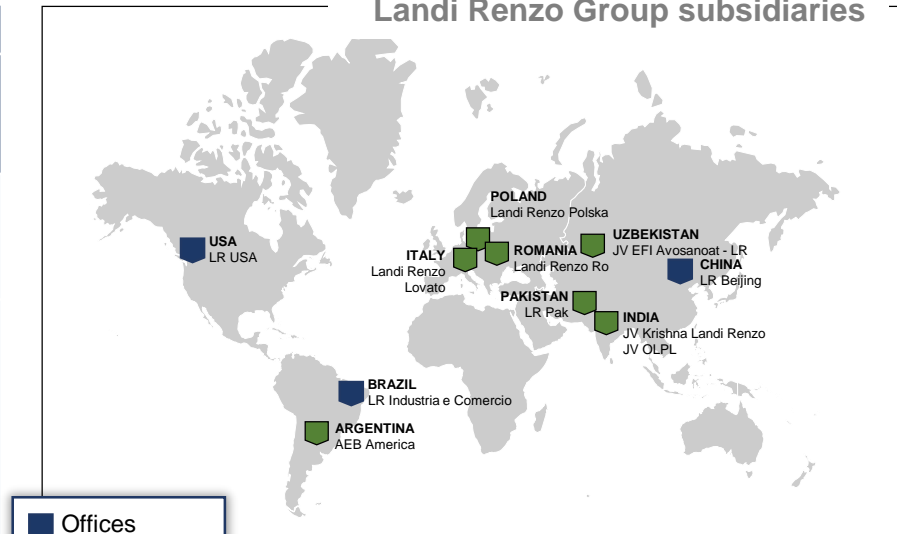 Landi Renzo Group subsidiaries
POLAND
Landi Renzo Polska
USA
LR USA
ITALY
Landi Renzo
Lovato
ROMANIA
Landi Renzo Ro
UZBEKISTAN
JV EFI Avosanoat - LR
CHINA
LR Beijing
PAKISTAN
LR Pak
INDIA
JV Krishna Landi Renzo
JV OLPL
BRAZIL
LR Industria e Comercio
ARGENTINA
AEB America
Offices